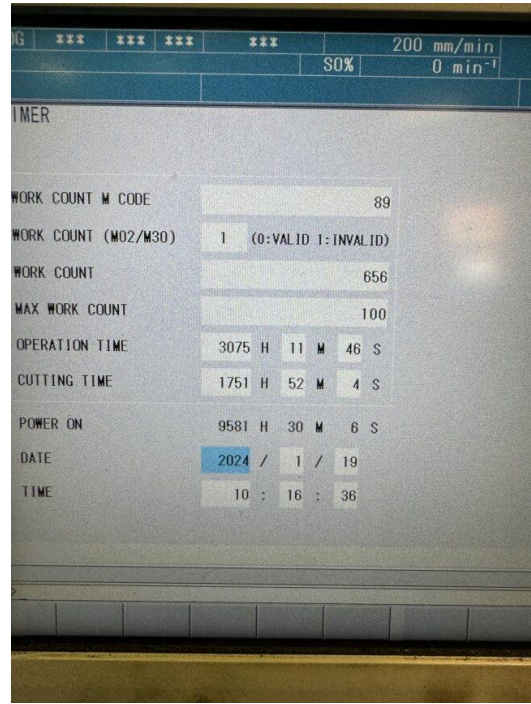 G *** *** *** *** 200 mm/min
S0% 0 min⁻¹
IMER
WORK COUNT M CODE 89
WORK COUNT (M02/M30) 1 (0:VALID 1:INVALID)
WORK COUNT 656
MAX WORK COUNT 100
OPERATION TIME 3075 H 11 M 46 S
CUTTING TIME 1751 H 52 M 4 S
POWER ON 9581 H 30 M 6 S
DATE 2024 / 1 / 19
TIME 10 : 16 : 36